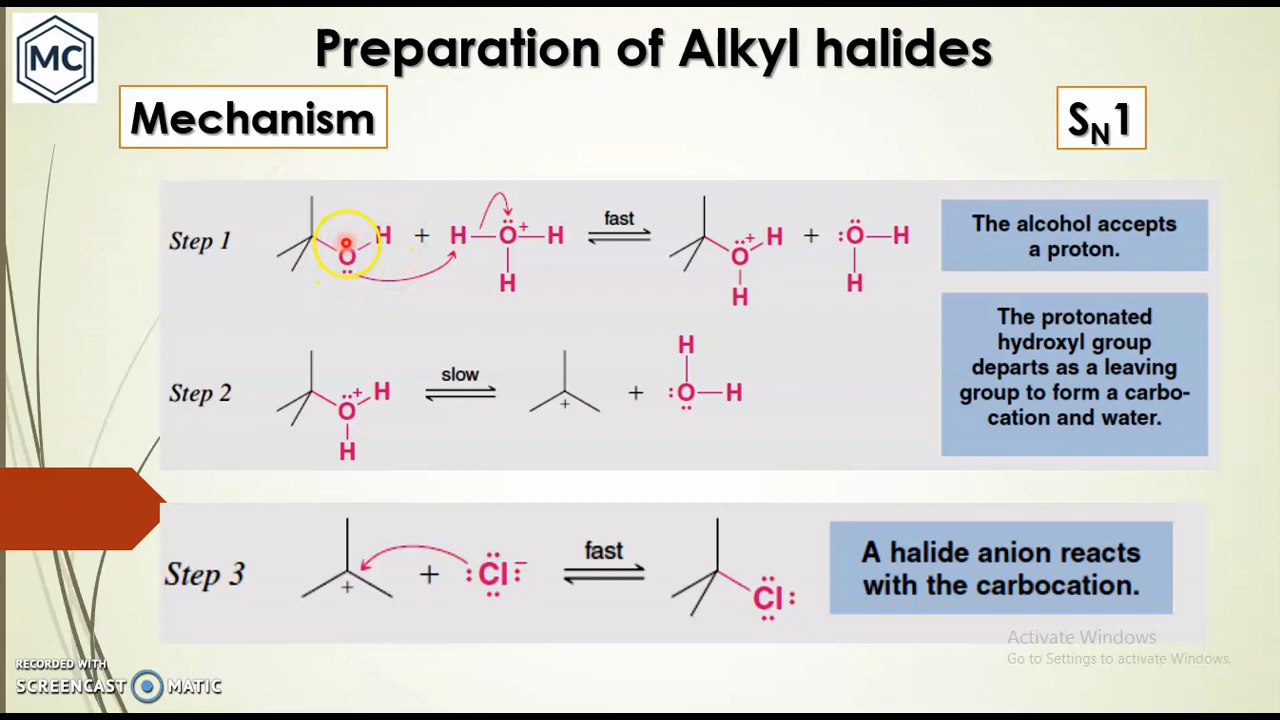 MC
Preparation of Alkyl halides
Mechanism
SN1
Step 1
O H + H O + H
H
fast
O + H
H
+ :O H
H
The alcohol accepts
a proton.
Step 2
O + H
H
slow
+
+ :O H
H
H
The protonated
hydroxyl group
departs as a leaving
group to form a carbo-
cation and water.
Step 3
+
+ :Cl:−
fast
Cl:
A halide anion reacts
with the carbocation.
Activate Windows
Go to Settings to activate Windows.
RECORDED WITH
SCREENCAST MATIC